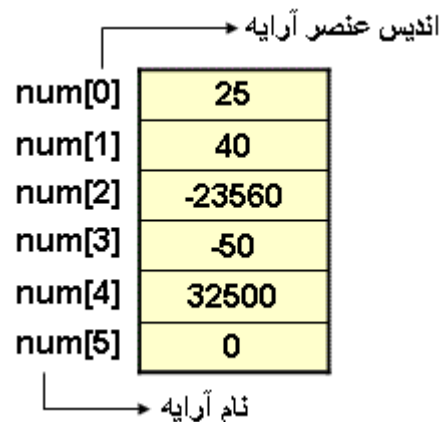 اندیس عنصر آرایه
num[0] 25
num[1] 40
num[2] -23560
num[3] -50
num[4] 32500
num[5] 0
نام آرایه